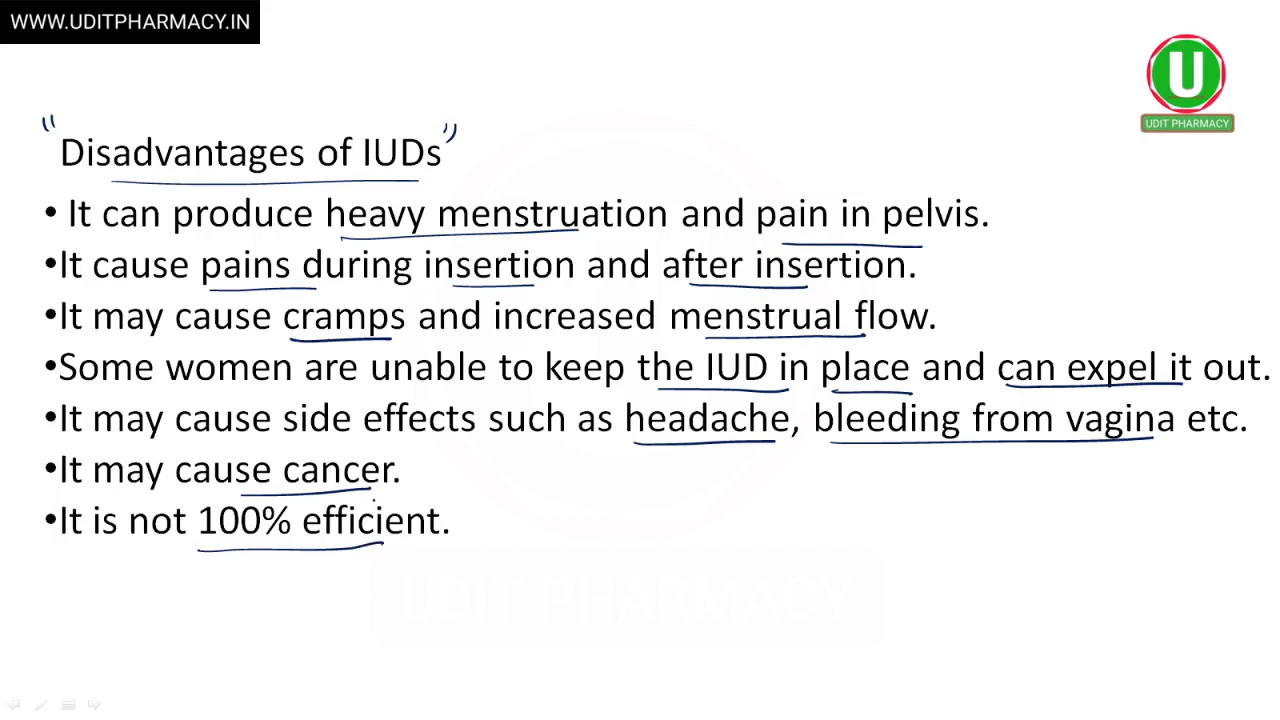 WWW.UDITPHARMACY.IN
U
UDIT PHARMACY
"Disadvantages of IUDs"
• It can produce heavy menstruation and pain in pelvis.
•It cause pains during insertion and after insertion.
•It may cause cramps and increased menstrual flow.
•Some women are unable to keep the IUD in place and can expel it out.
•It may cause side effects such as headache, bleeding from vagina etc.
•It may cause cancer.
•It is not 100% efficient.
UDIT PHARMACY